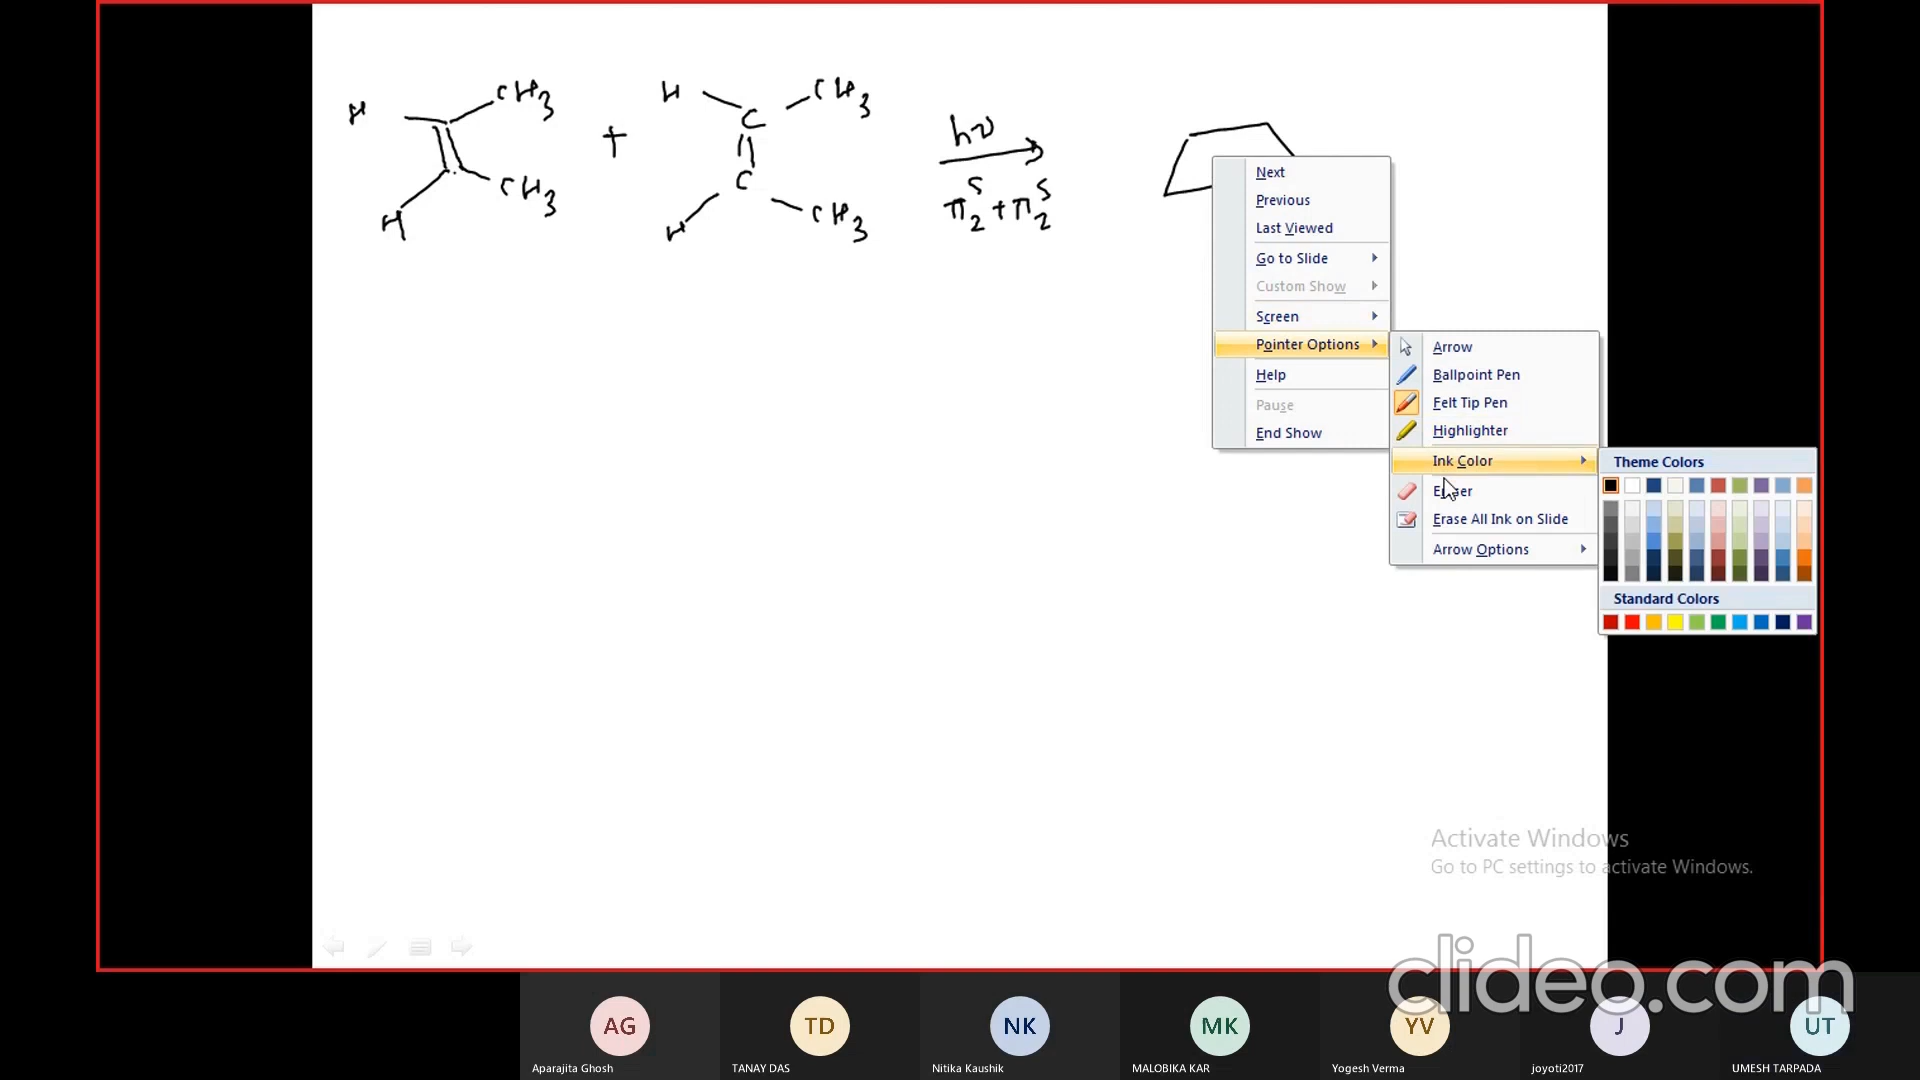 H CH3 H CH3
C
+ || hν
C
CH3 π2s + π2s
H H CH3
Next
Previous
Last Viewed
Go to Slide
Custom Show
Screen
Pointer Options
Help
Pause
End Show
Arrow
Ballpoint Pen
Felt Tip Pen
Highlighter
Ink Color
Eraser
Erase All Ink on Slide
Arrow Options
Theme Colors
Standard Colors
Activate Windows
Go to PC settings to activate Windows.
clideo.com
AG TD NK MK YV J UT
Aparajita Ghosh TANAY DAS Nitika Kaushik MALOBIKA KAR Yogesh Verma joyoti2017 UMESH TARPADA